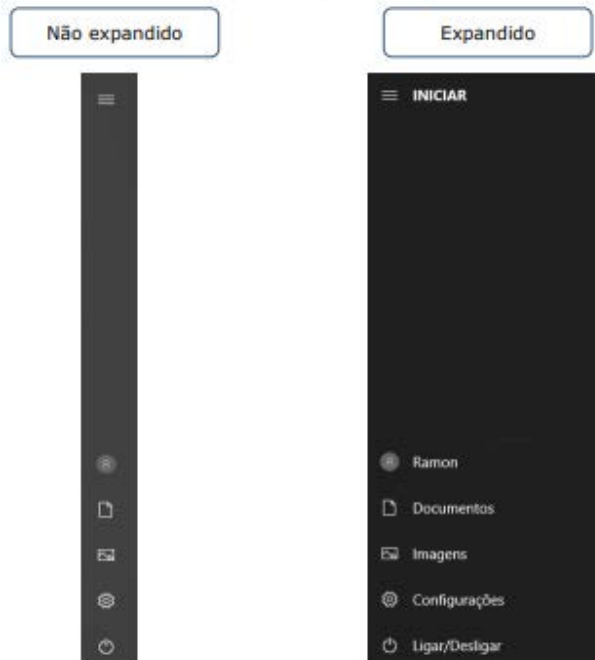 Não expandido
Expandido
INICIAR
Ramon
Documentos
Imagens
Configurações
Ligar/Desligar